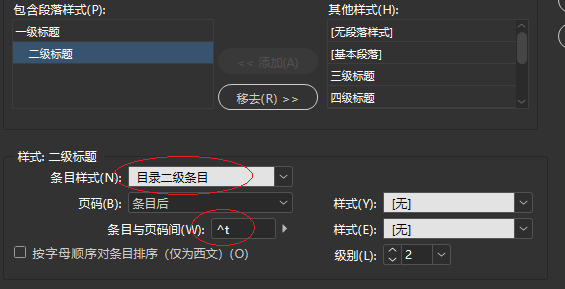 包含段落样式(P):
其他样式(H):
一级标题
二级标题
[无段落样式]
[基本段落]
三级标题
四级标题
<< 添加(A)
移去(R) >>
样式: 二级标题
条目样式(N): 目录二级条目
页码(B): 条目后
样式(Y): [无]
条目与页码间(W): ^t
样式(E): [无]
按字母顺序对条目排序（仅为西文）(O)
级别(L): 2